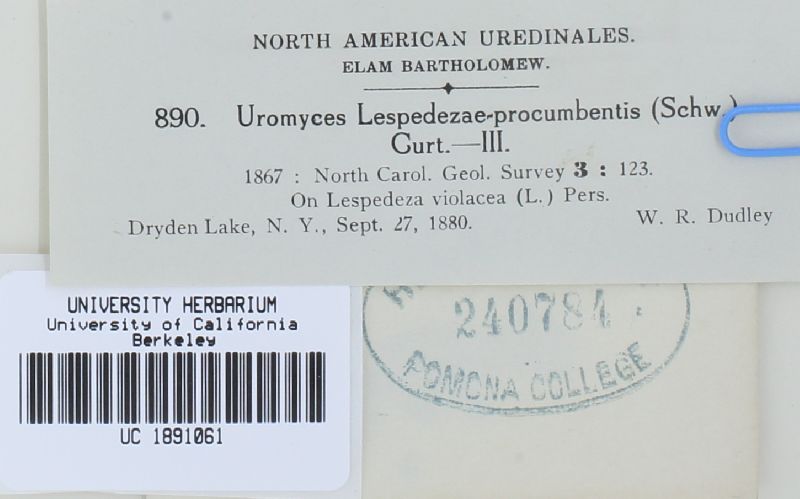 NORTH AMERICAN UREDINALES.
ELAM BARTHOLOMEW.
890. Uromyces Lespedezae-procumbentis (Schw.)
Curt.—III.
1867 : North Carol. Geol. Survey 3 : 123.
On Lespedeza violacea (L.) Pers.
Dryden Lake, N. Y., Sept. 27, 1880. W. R. Dudley
UNIVERSITY HERBARIUM
University of California
Berkeley
UC 1891061
240784
POMONA COLLEGE